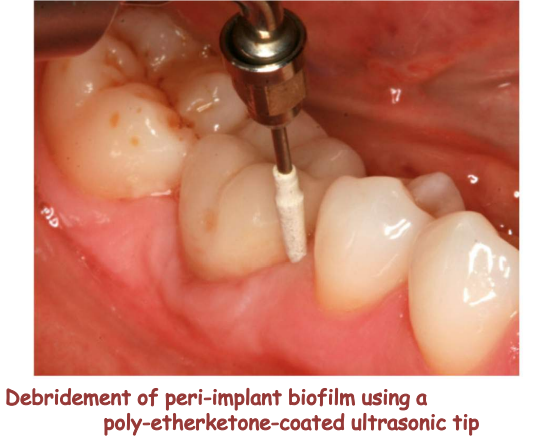 Debridement of peri-implant biofilm using a
poly-etherketone-coated ultrasonic tip